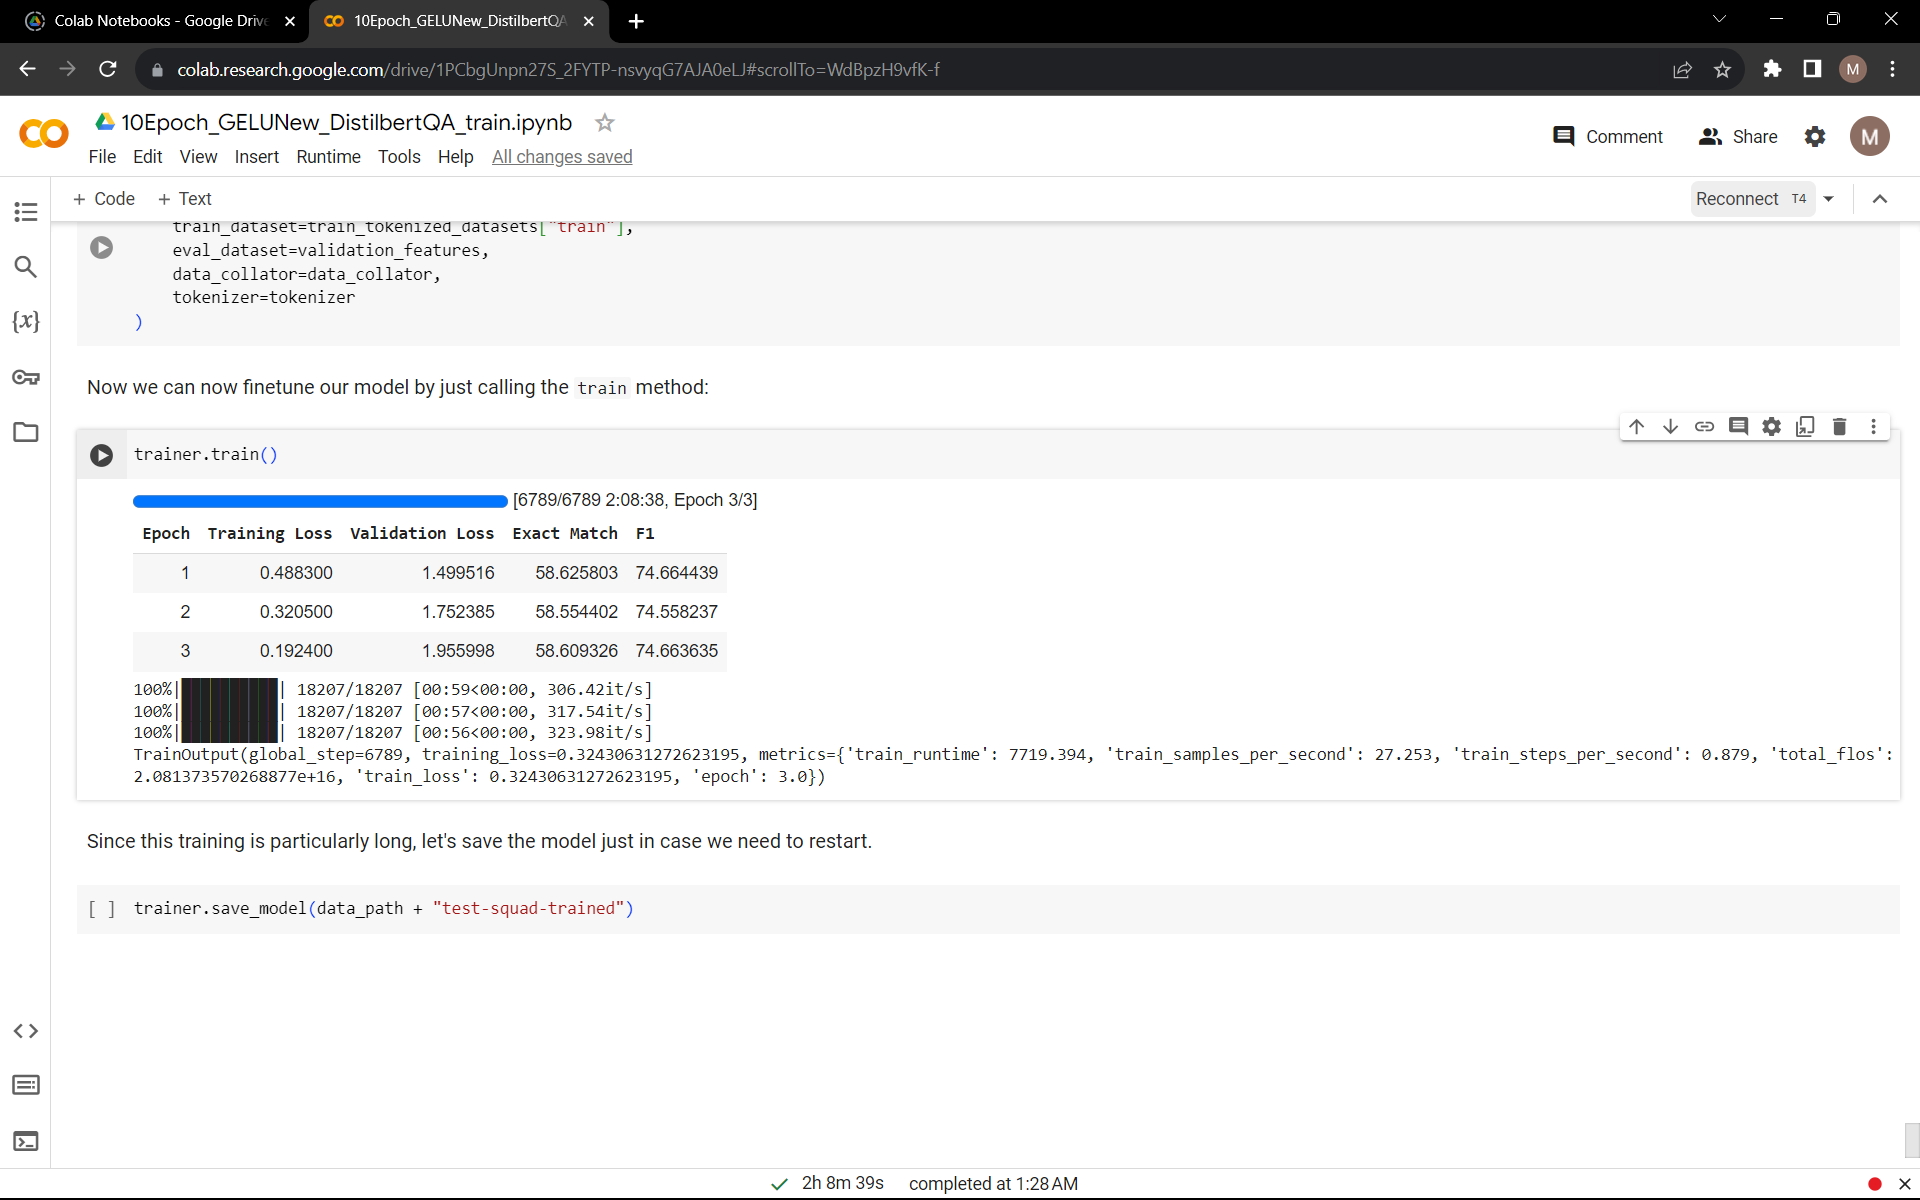 Colab Notebooks - Google Drive
10Epoch_GELUNew_DistilbertQA
colab.research.google.com/drive/1PCbgUnpn27S_2FYTP-nsvyqG7AJA0eLJ#scrollTo=WdBpzH9vfK-f
M
10Epoch_GELUNew_DistilbertQA_train.ipynb
Comment
Share
M
File Edit View Insert Runtime Tools Help All changes saved
+ Code + Text
Reconnect T4
train_dataset=train_tokenized_datasets["train"],
eval_dataset=validation_features,
data_collator=data_collator,
tokenizer=tokenizer
)
{x}
Now we can now finetune our model by just calling the train method:
trainer.train()
[6789/6789 2:08:38, Epoch 3/3]
Epoch Training Loss Validation Loss Exact Match F1
1 0.488300 1.499516 58.625803 74.664439
2 0.320500 1.752385 58.554402 74.558237
3 0.192400 1.955998 58.609326 74.663635
100%| | 18207/18207 [00:59<00:00, 306.42it/s]
100%| | 18207/18207 [00:57<00:00, 317.54it/s]
100%| | 18207/18207 [00:56<00:00, 323.98it/s]
TrainOutput(global_step=6789, training_loss=0.32430631272623195, metrics={'train_runtime': 7719.394, 'train_samples_per_second': 27.253, 'train_steps_per_second': 0.879, 'total_flos':
2.081373570268877e+16, 'train_loss': 0.32430631272623195, 'epoch': 3.0})
Since this training is particularly long, let's save the model just in case we need to restart.
[ ] trainer.save_model(data_path + "test-squad-trained")
2h 8m 39s completed at 1:28 AM